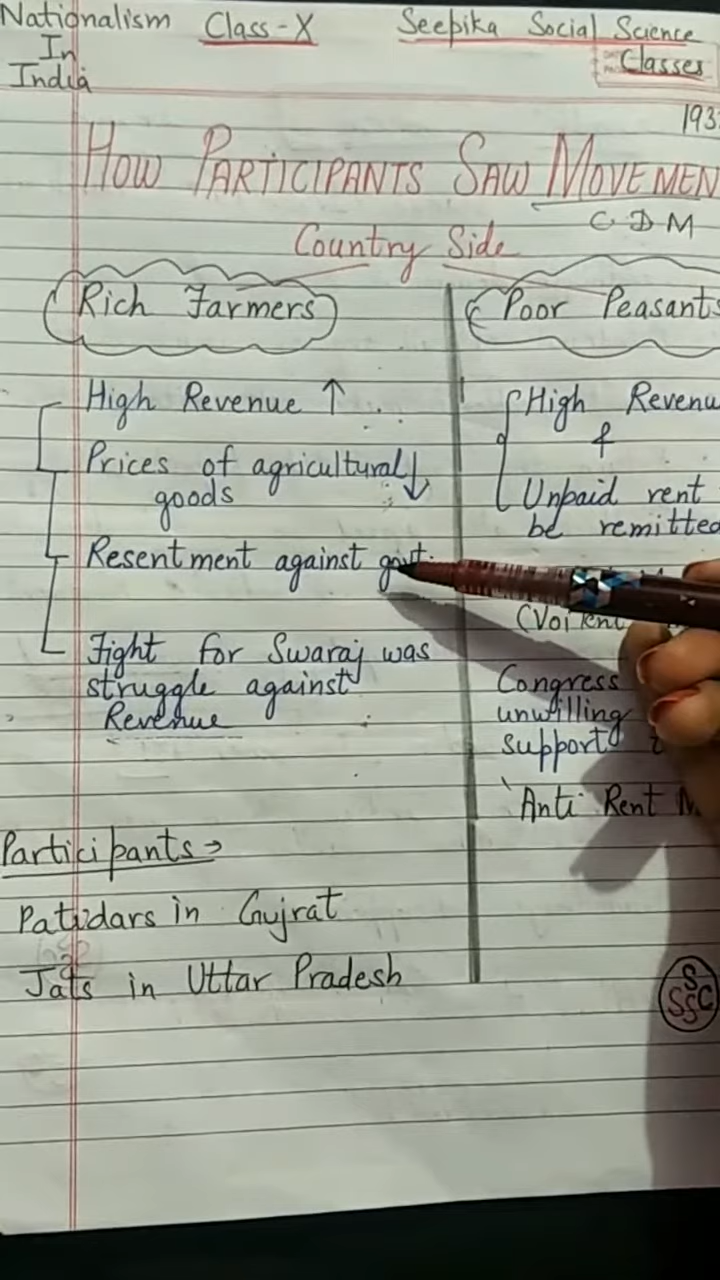 Nationalism
In
India
Class-X
Seepika Social Science
Classes
193
HOW PARTICIPANTS SAW MOVEMEN
C D M
Country Side
Rich Farmers
High Revenue ↑
Prices of agricultural ↓
goods
Resentment against govt.
Fight for Swaraj was
struggle against
Revenue
Participants →
Patidars in Gujrat
Jats in Uttar Pradesh
Poor Peasants
High Revenu
&
Unpaid rent
be remitted
Congress
unwilling
support
'Anti Rent
S
SSC